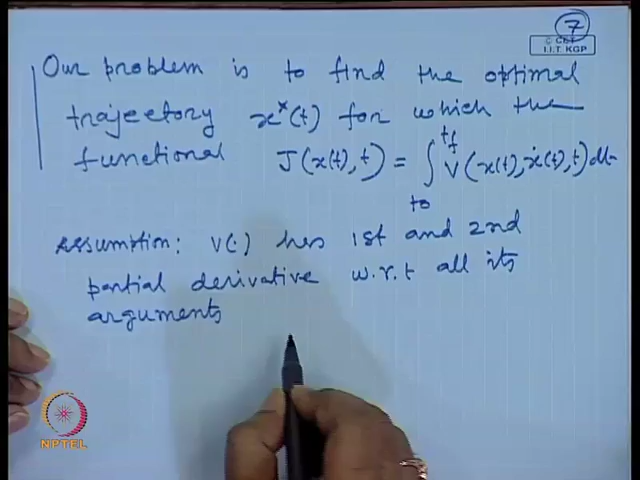 7
© CET
I.I.T. KGP
Our problem is to find the optimal
trajectory x*(t) for which the
functional J(x(t), t) = ∫_{t0}^{tf} V(x(t), ẋ(t), t) dt
Assumption: V(.) has 1st and 2nd
partial derivative w.r.t all its
arguments
NPTEL